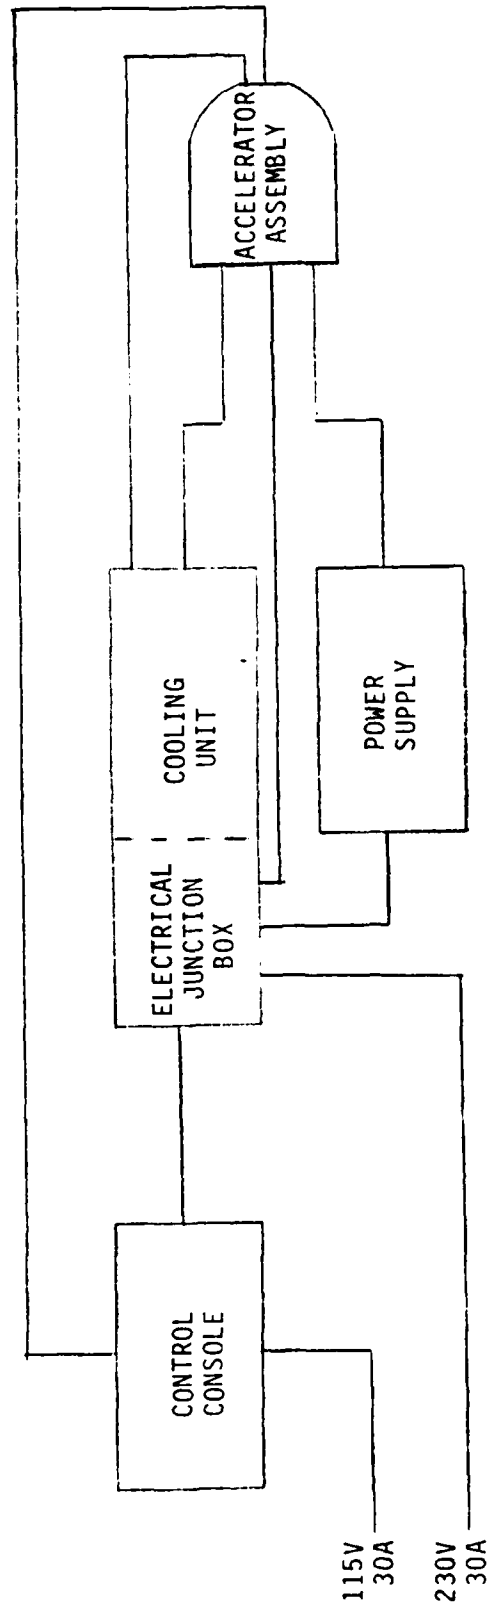 CONTROL
CONSOLE
ELECTRICAL
JUNCTION
BOX
COOLING
UNIT
ACCELERATOR
ASSEMBLY
POWER
SUPPLY
115V
30A
230V
30A